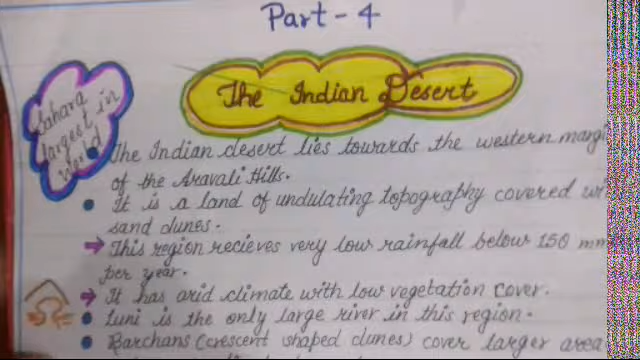 Part - 4
The Indian Desert
Sahara
largest in
world
The Indian desert lies towards the western marg
of the Aravali Hills.
It is a land of undulating topography covered wi
sand dunes.
This region recieves very low rainfall below 150 mm
per year.
It has arid climate with low vegetation cover.
Luni is the only large river in this region.
Barchans (crescent shaped dunes) cover larger area